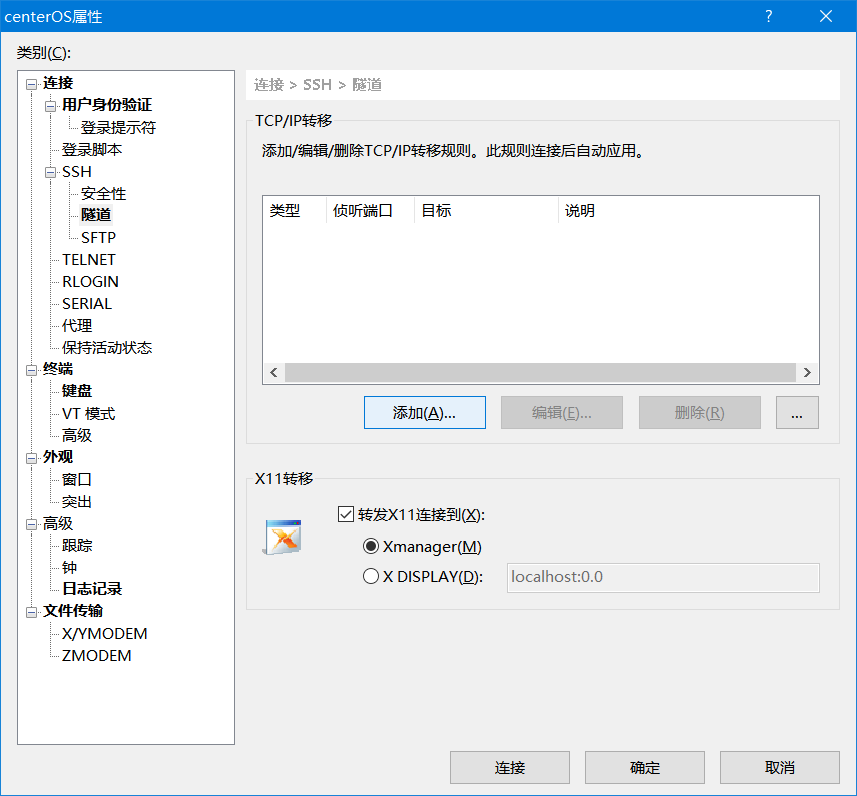 centerOS属性
?
类别(C):
连接
用户身份验证
登录提示符
登录脚本
SSH
安全性
隧道
SFTP
TELNET
RLOGIN
SERIAL
代理
保持活动状态
终端
键盘
VT 模式
高级
外观
窗口
突出
高级
跟踪
钟
日志记录
文件传输
X/YMODEM
ZMODEM
连接 > SSH > 隧道
TCP/IP转移
添加/编辑/删除TCP/IP转移规则。此规则连接后自动应用。
类型 侦听端口 目标 说明
添加(A)... 编辑(E)... 删除(R) ...
X11转移
转发X11连接到(X):
Xmanager(M)
X DISPLAY(D): localhost:0.0
连接 确定 取消